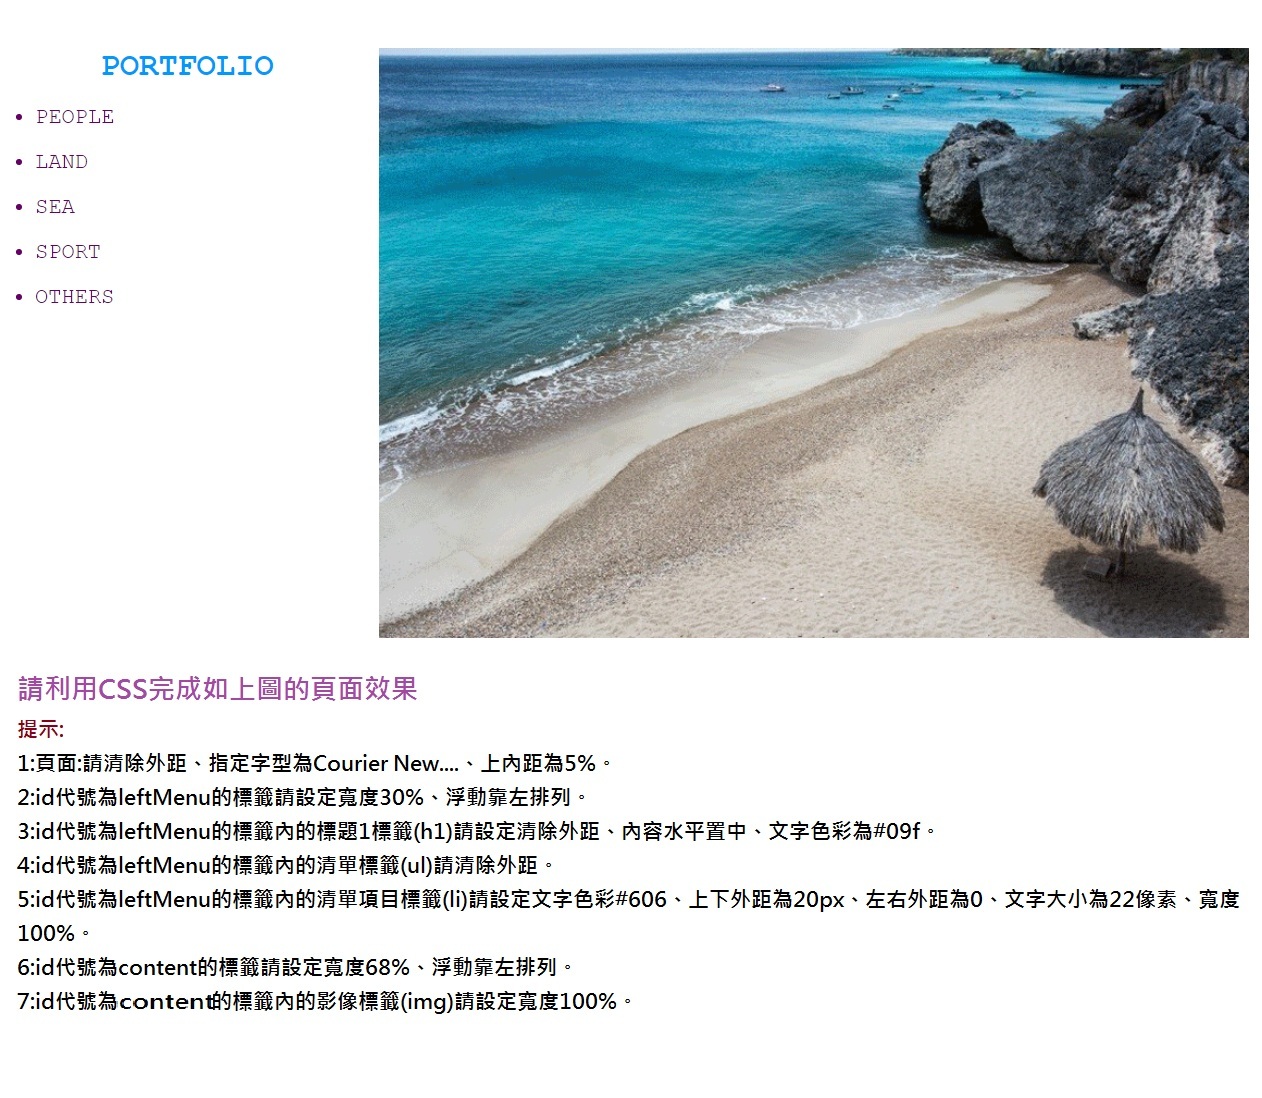 PORTFOLIO
PEOPLE
LAND
SEA
SPORT
OTHERS
請利用CSS完成如上圖的頁面效果
提示:
1:頁面:請清除外距、指定字型為Courier New....、上內距為5%。
2:id代號為leftMenu的標籤請設定寬度30%、浮動靠左排列。
3:id代號為leftMenu的標籤內的標題1標籤(h1)請設定清除外距、內容水平置中、文字色彩為#09f。
4:id代號為leftMenu的標籤內的清單標籤(ul)請清除外距。
5:id代號為leftMenu的標籤內的清單項目標籤(li)請設定文字色彩#606、上下外距為20px、左右外距為0、文字大小為22像素、寬度
100%。
6:id代號為content的標籤請設定寬度68%、浮動靠左排列。
7:id代號為content的標籤內的影像標籤(img)請設定寬度100%。